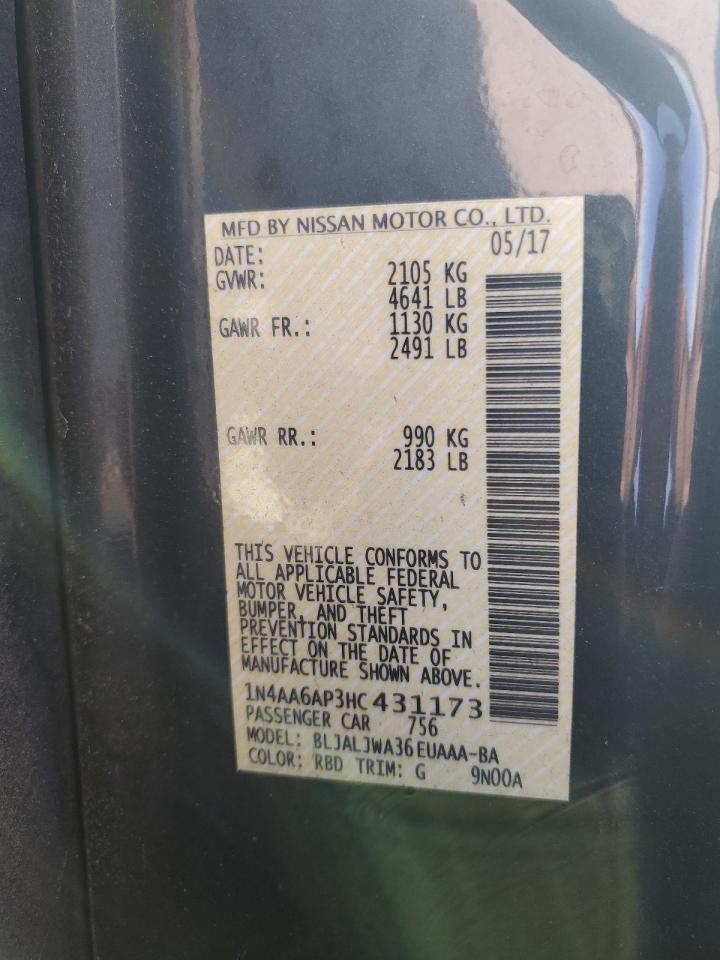 MFD BY NISSAN MOTOR CO., LTD.
DATE: 05/17
GVWR: 2105 KG
4641 LB
GAWR FR.: 1130 KG
2491 LB
GAWR RR.: 990 KG
2183 LB
THIS VEHICLE CONFORMS TO
ALL APPLICABLE FEDERAL
MOTOR VEHICLE SAFETY,
BUMPER, AND THEFT
PREVENTION STANDARDS IN
EFFECT ON THE DATE OF
MANUFACTURE SHOWN ABOVE.
1N4AA6AP3HC431173
PASSENGER CAR 756
MODEL: BLJALJWA36EUAAA-BA
COLOR: RBD TRIM: G 9N00A